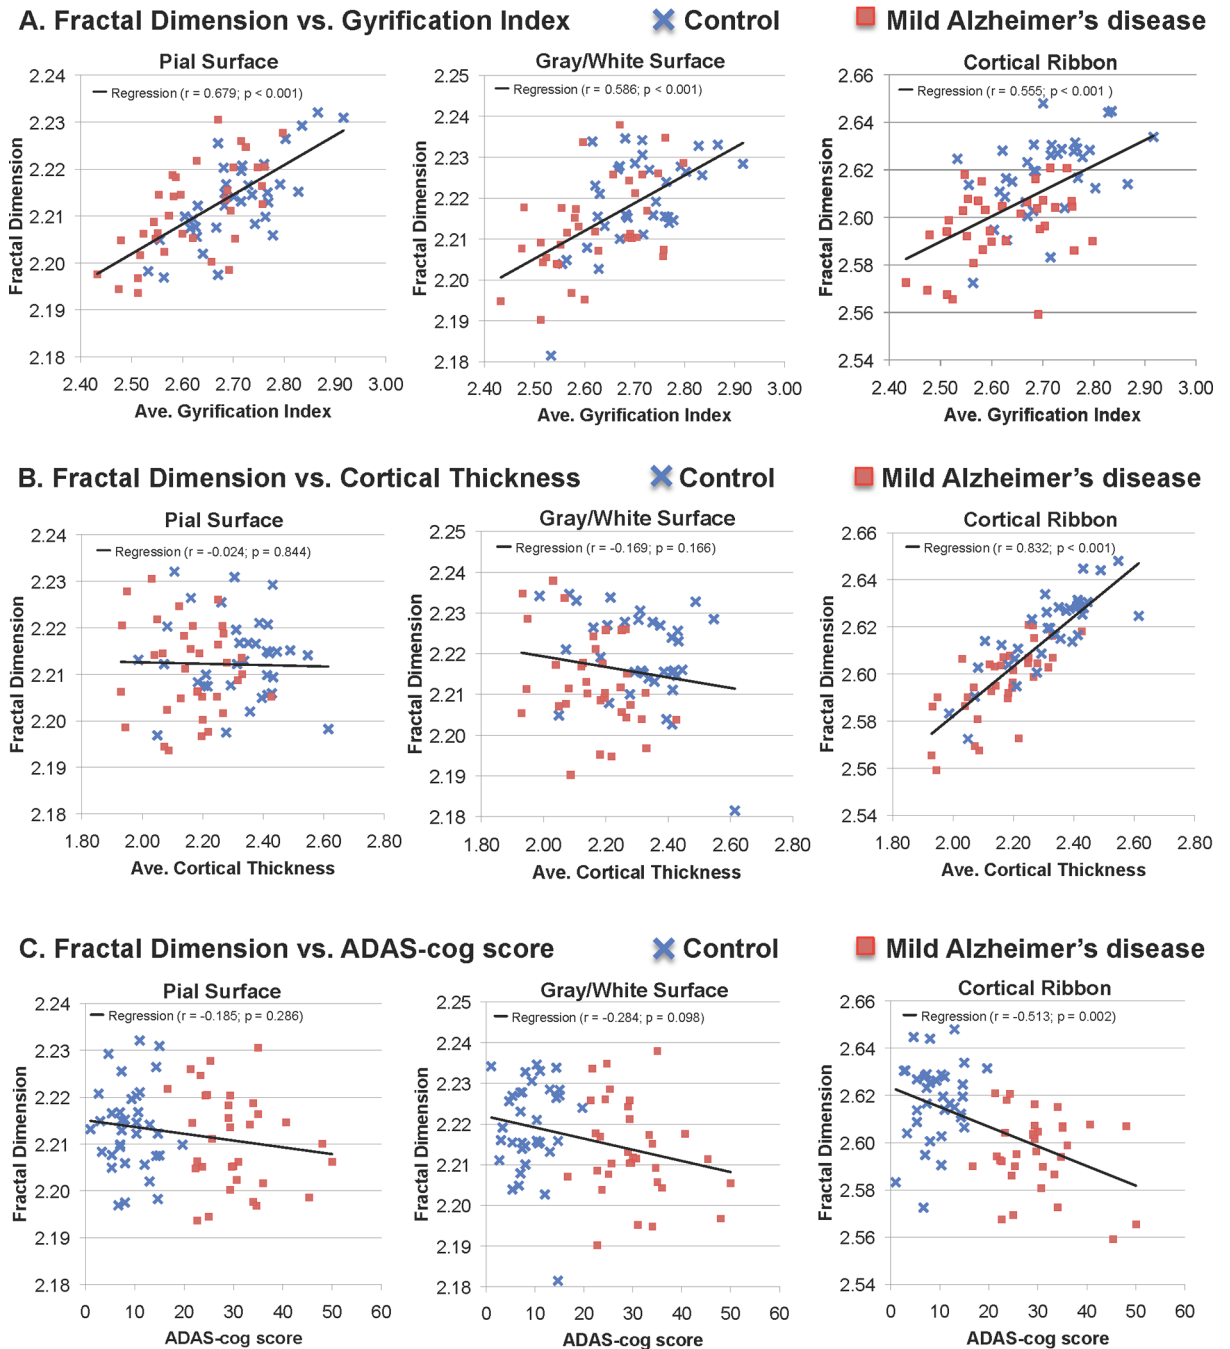 A. Fractal Dimension vs. Gyrification Index Control Mild Alzheimer's disease
Pial Surface
Regression (r = 0.679; p < 0.001)
Fractal Dimension
2.24
2.23
2.22
2.21
2.20
2.19
2.18
2.40 2.50 2.60 2.70 2.80 2.90 3.00
Ave. Gyrification Index
Gray/White Surface
Regression (r = 0.586; p < 0.001)
Fractal Dimension
2.25
2.24
2.23
2.22
2.21
2.20
2.19
2.18
2.40 2.50 2.60 2.70 2.80 2.90 3.00
Ave. Gyrification Index
Cortical Ribbon
Regression (r = 0.555; p < 0.001 )
Fractal Dimension
2.66
2.64
2.62
2.60
2.58
2.56
2.54
2.40 2.50 2.60 2.70 2.80 2.90 3.00
Ave. Gyrification Index
B. Fractal Dimension vs. Cortical Thickness Control Mild Alzheimer's disease
Pial Surface
Regression (r = -0.024; p = 0.844)
Fractal Dimension
2.24
2.23
2.22
2.21
2.20
2.19
2.18
1.80 2.00 2.20 2.40 2.60 2.80
Ave. Cortical Thickness
Gray/White Surface
Regression (r = -0.169; p = 0.166)
Fractal Dimension
2.25
2.24
2.23
2.22
2.21
2.20
2.19
2.18
1.80 2.00 2.20 2.40 2.60 2.80
Ave. Cortical Thickness
Cortical Ribbon
Regression (r = 0.832; p < 0.001)
Fractal Dimension
2.66
2.64
2.62
2.60
2.58
2.56
2.54
1.80 2.00 2.20 2.40 2.60 2.80
Ave. Cortical Thickness
C. Fractal Dimension vs. ADAS-cog score Control Mild Alzheimer's disease
Pial Surface
Regression (r = -0.185; p = 0.286)
Fractal Dimension
2.24
2.23
2.22
2.21
2.20
2.19
2.18
0 10 20 30 40 50 60
ADAS-cog score
Gray/White Surface
Regression (r = -0.284; p = 0.098)
Fractal Dimension
2.25
2.24
2.23
2.22
2.21
2.20
2.19
2.18
0 10 20 30 40 50 60
ADAS-cog score
Cortical Ribbon
Regression (r = -0.513; p = 0.002)
Fractal Dimension
2.66
2.64
2.62
2.60
2.58
2.56
2.54
0 10 20 30 40 50 60
ADAS-cog score